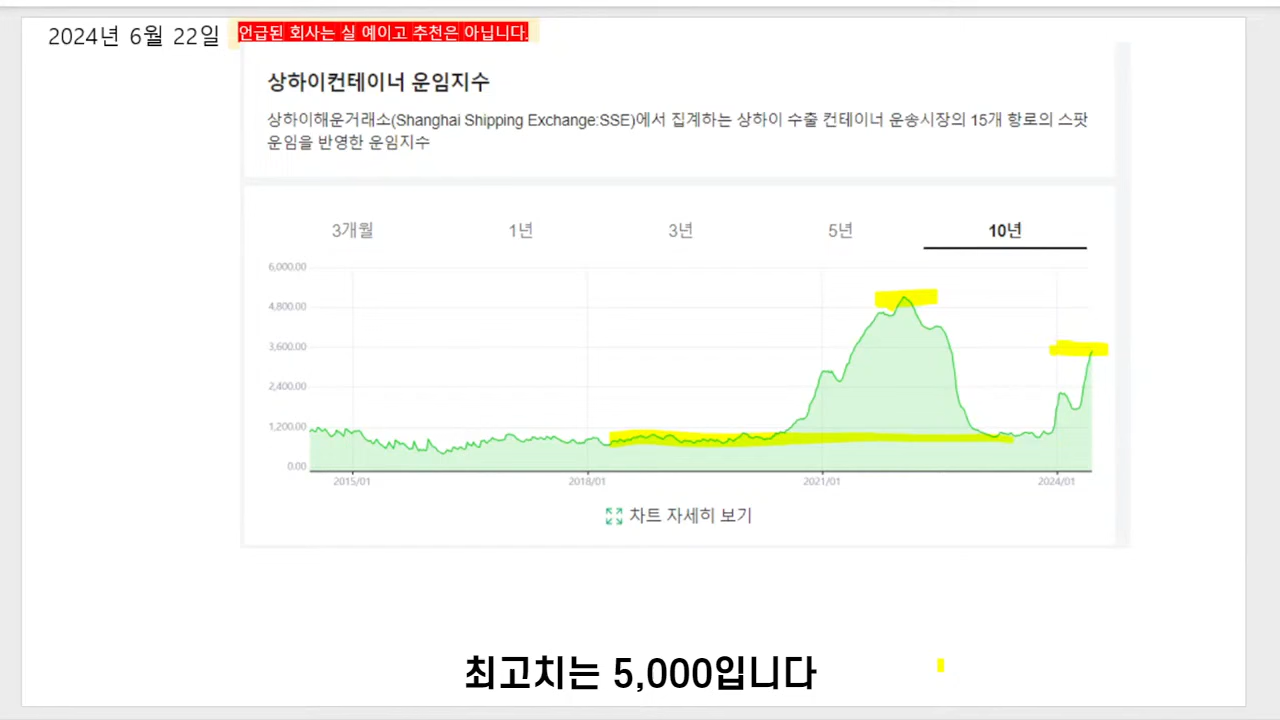 2024년 6월 22일
언급된 회사는 실 예이고 추천은 아닙니다.
상하이컨테이너 운임지수
상하이해운거래소(Shanghai Shipping Exchange:SSE)에서 집계하는 상하이 수출 컨테이너 운송시장의 15개 항로의 스팟
운임을 반영한 운임지수
3개월 1년 3년 5년 10년
6,000.00
4,800.00
3,600.00
2,400.00
1,200.00
0.00
2015/01 2018/01 2021/01 2024/01
차트 자세히 보기
최고치는 5,000입니다